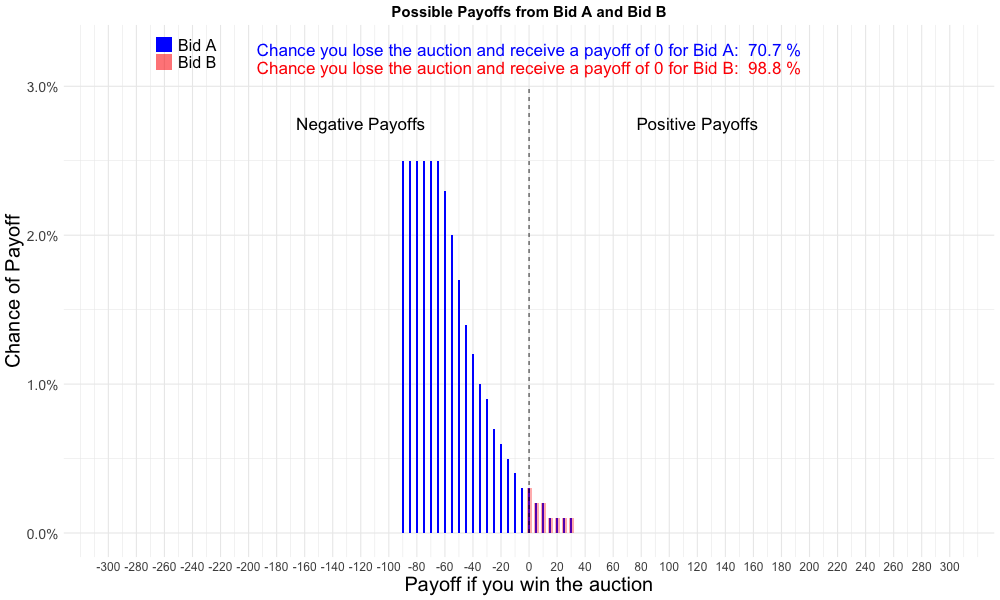 Possible Payoffs from Bid A and Bid B
Bid A
Bid B
Chance you lose the auction and receive a payoff of 0 for Bid A: 70.7 %
Chance you lose the auction and receive a payoff of 0 for Bid B: 98.8 %
Negative Payoffs
Positive Payoffs
Chance of Payoff
3.0%
2.0%
1.0%
0.0%
-300 -280 -260 -240 -220 -200 -180 -160 -140 -120 -100 -80 -60 -40 -20 0 20 40 60 80 100 120 140 160 180 200 220 240 260 280 300
Payoff if you win the auction